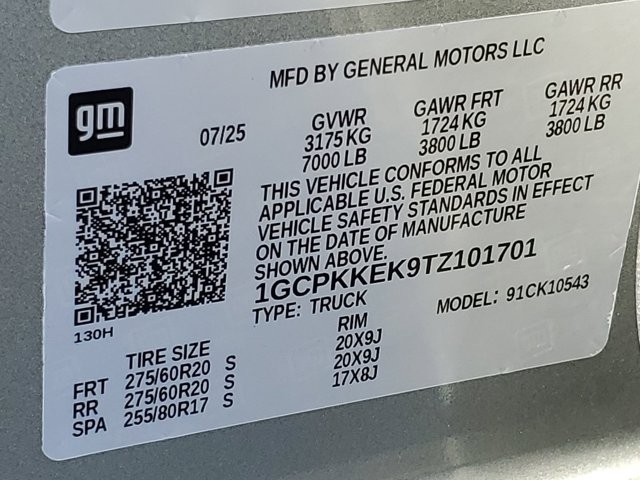 MFD BY GENERAL MOTORS LLC
gm
07/25
GVWR GAWR FRT GAWR RR
3175 KG 1724 KG 1724 KG
7000 LB 3800 LB 3800 LB
THIS VEHICLE CONFORMS TO ALL
APPLICABLE U.S. FEDERAL MOTOR
VEHICLE SAFETY STANDARDS IN EFFECT
ON THE DATE OF MANUFACTURE
SHOWN ABOVE.
1GCPKKEK9TZ101701
TYPE: TRUCK MODEL: 91CK10543
130H
TIRE SIZE RIM
FRT 275/60R20 S 20X9J
RR 275/60R20 S 20X9J
SPA 255/80R17 S 17X8J